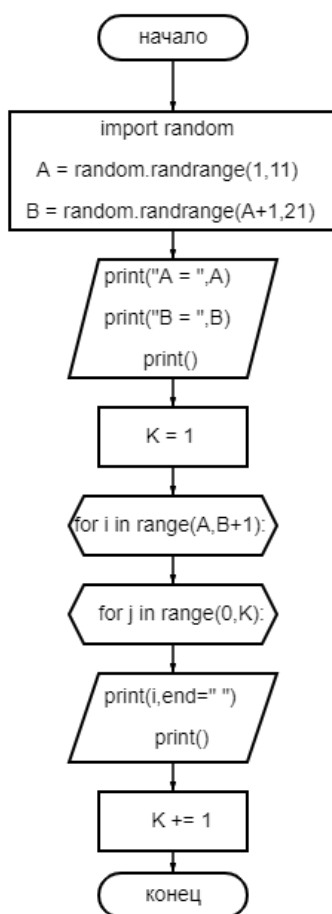 начало
import random
A = random.randrange(1,11)
B = random.randrange(A+1,21)
print("A = ",A)
print("B = ",B)
print()
K = 1
for i in range(A,B+1):
for j in range(0,K):
print(i,end=" ")
print()
K += 1
конец